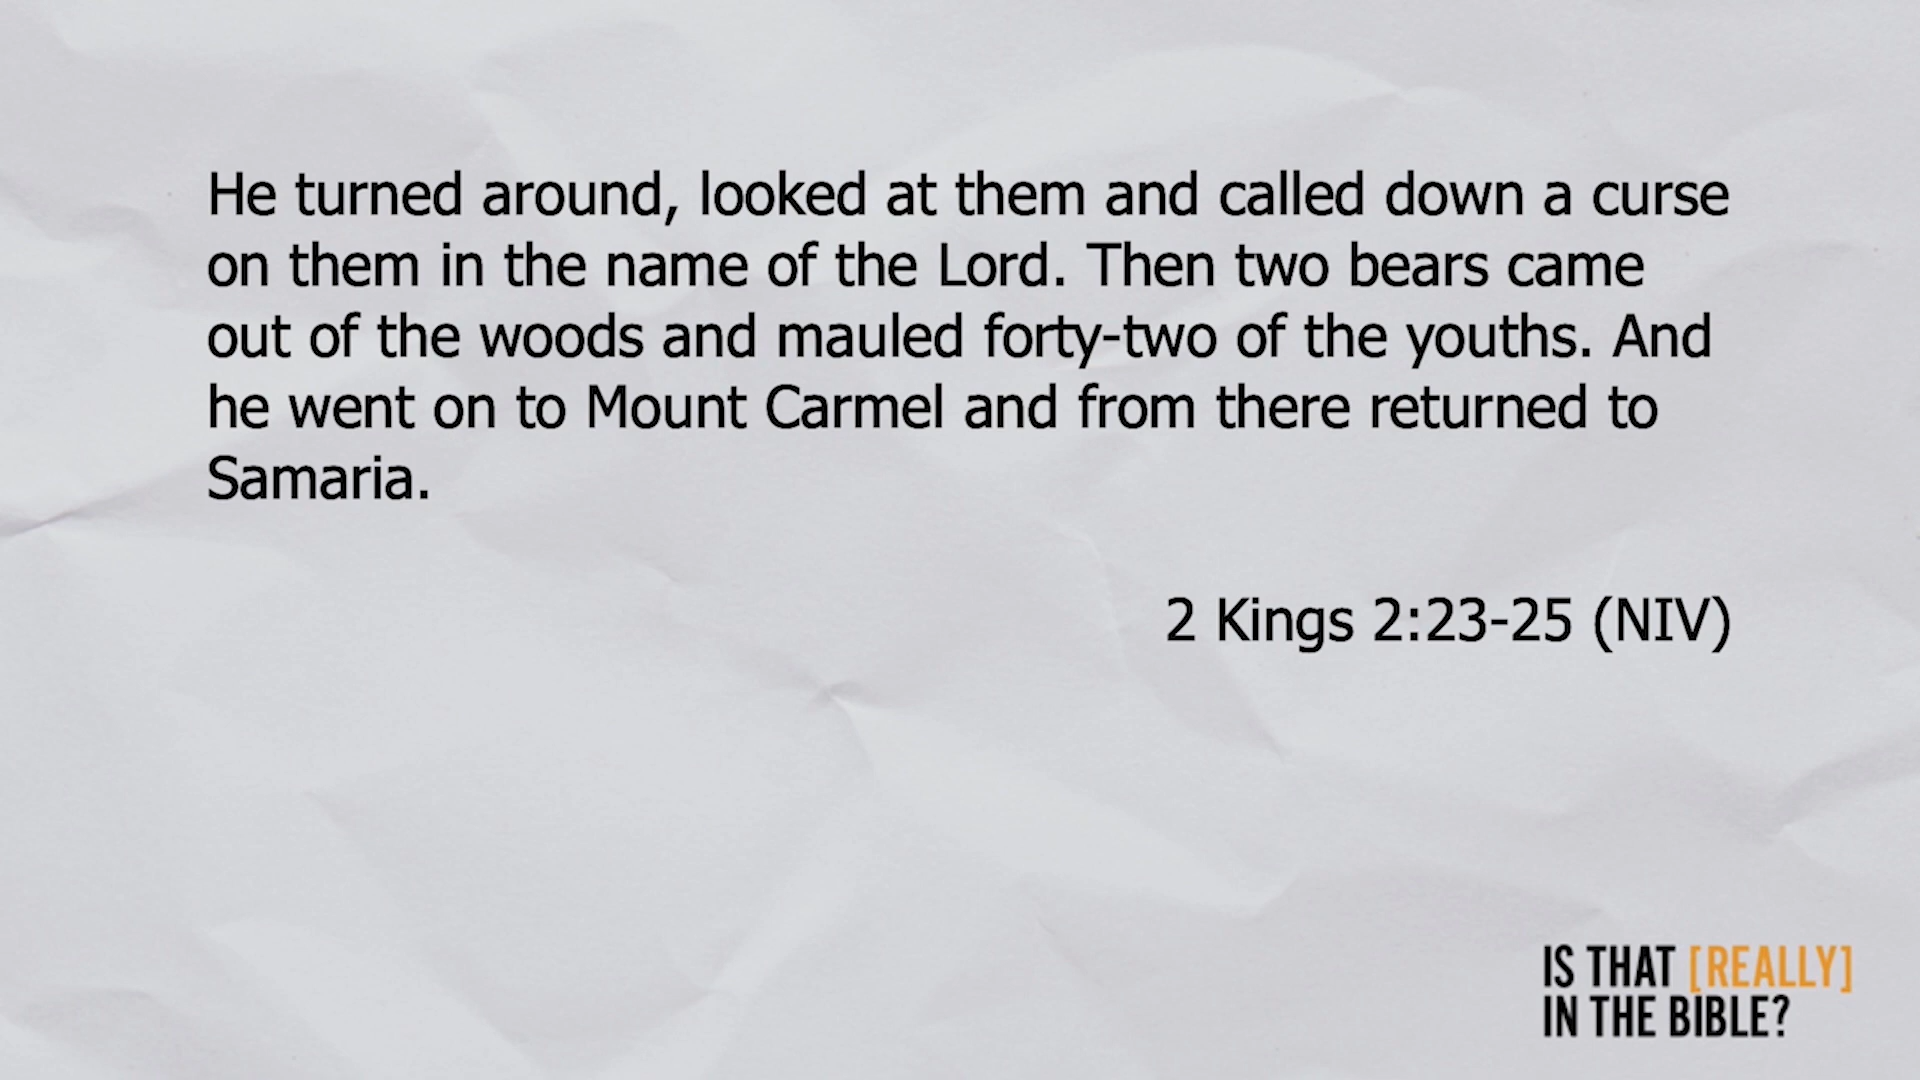 He turned around, looked at them and called down a curse
on them in the name of the Lord. Then two bears came
out of the woods and mauled forty-two of the youths. And
he went on to Mount Carmel and from there returned to
Samaria.
2 Kings 2:23-25 (NIV)
IS THAT [REALLY]
IN THE BIBLE?